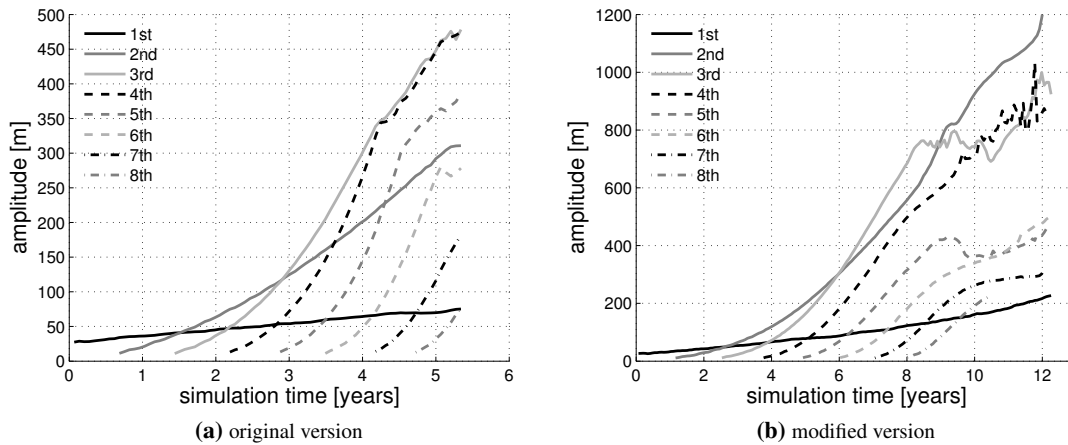 500
450
400
350
300
250
200
150
100
50
0
amplitude [m]
1st
2nd
3rd
4th
5th
6th
7th
8th
0 1 2 3 4 5 6
simulation time [years]
(a) original version
1200
1000
800
600
400
200
0
amplitude [m]
1st
2nd
3rd
4th
5th
6th
7th
8th
0 2 4 6 8 10 12
simulation time [years]
(b) modified version